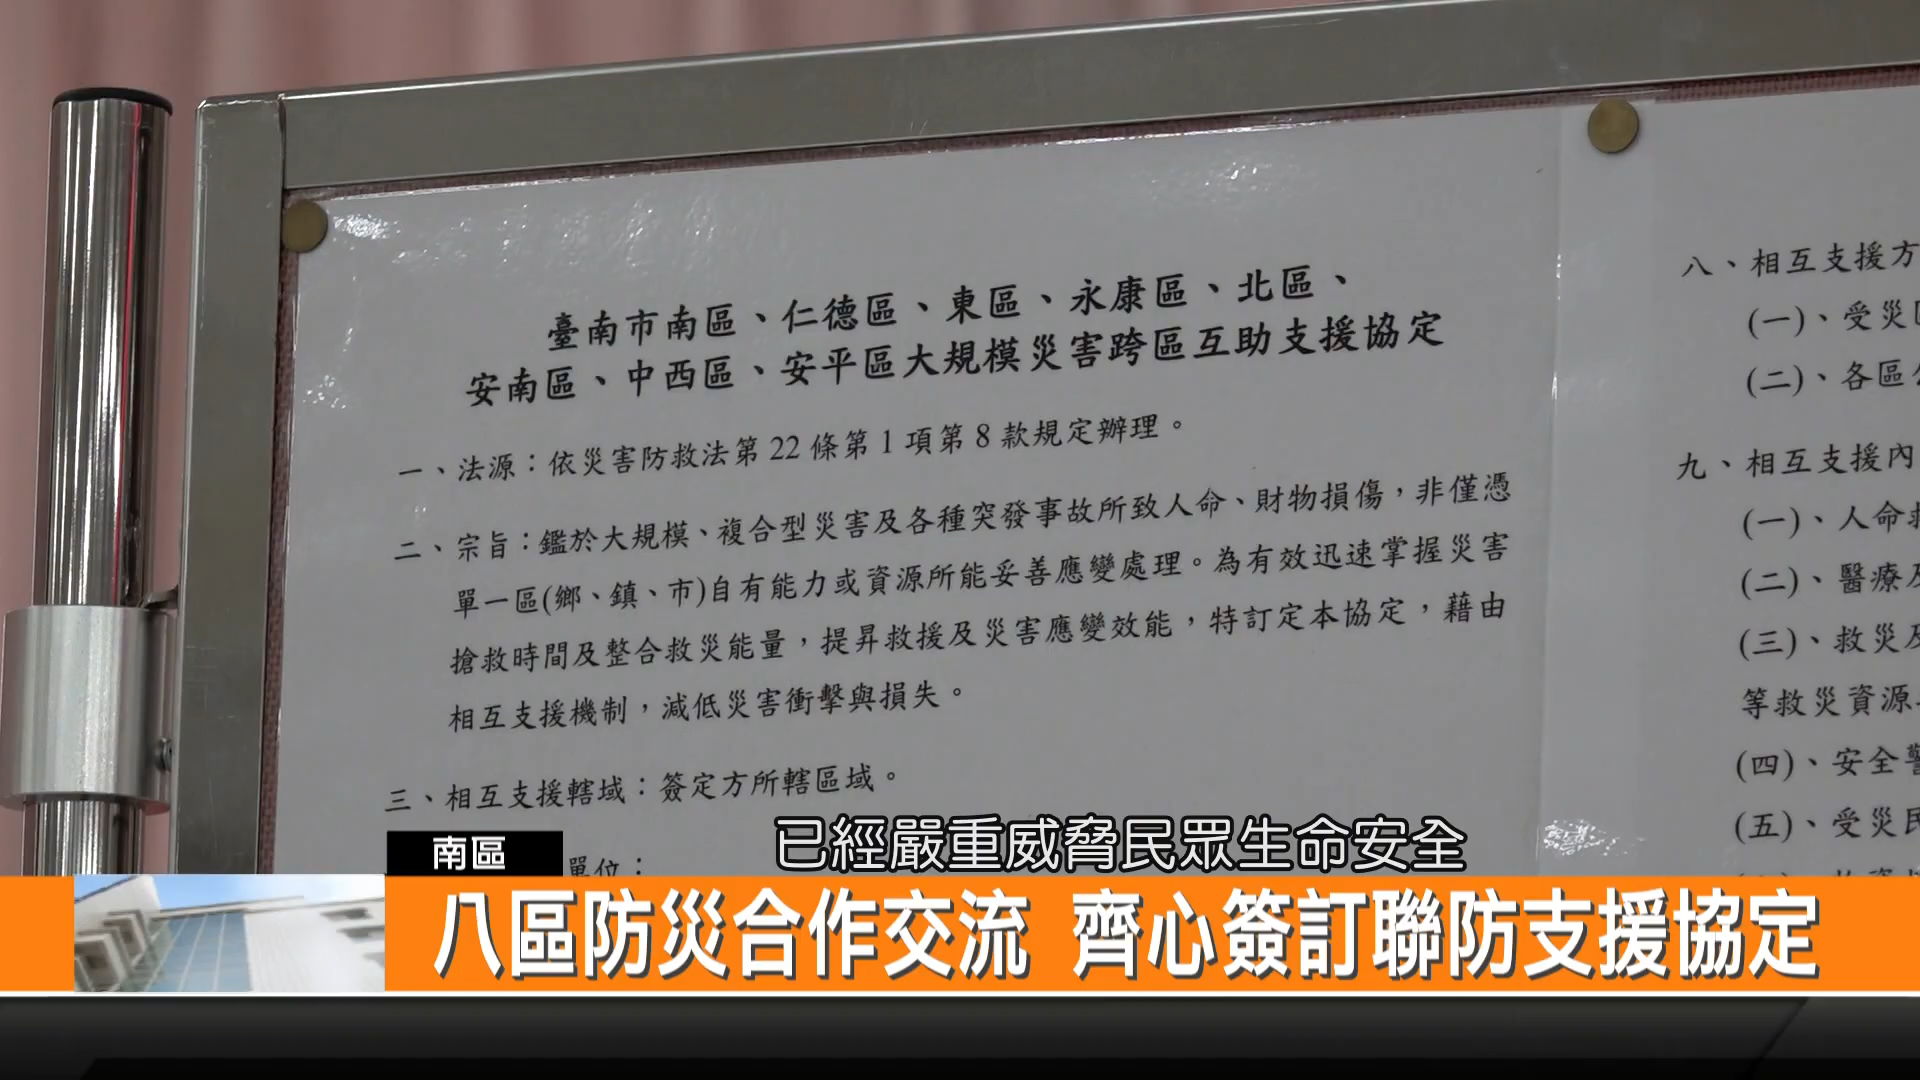 臺南市南區、仁德區、東區、永康區、北區、
安南區、中西區、安平區大規模災害跨區互助支援協定
一、法源：依災害防救法第22條第1項第8款規定辦理。
二、宗旨：鑑於大規模、複合型災害及各種突發事故所致人命、財物損傷，非僅憑
單一區(鄉、鎮、市)自有能力或資源所能妥善應變處理。為有效迅速掌握災害
搶救時間及整合救災能量，提昇救援及災害應變效能，特訂定本協定，藉由
相互支援機制，減低災害衝擊與損失。
三、相互支援轄域：簽定方所轄區域。
單位：
八、相互支援方
(一)、受災
(二)、各區
九、相互支援內
(一)、人命
(二)、醫療
(三)、救災
等救災資源
(四)、安全
(五)、受災
已經嚴重威脅民眾生命安全
南區
八區防災合作交流 齊心簽訂聯防支援協定